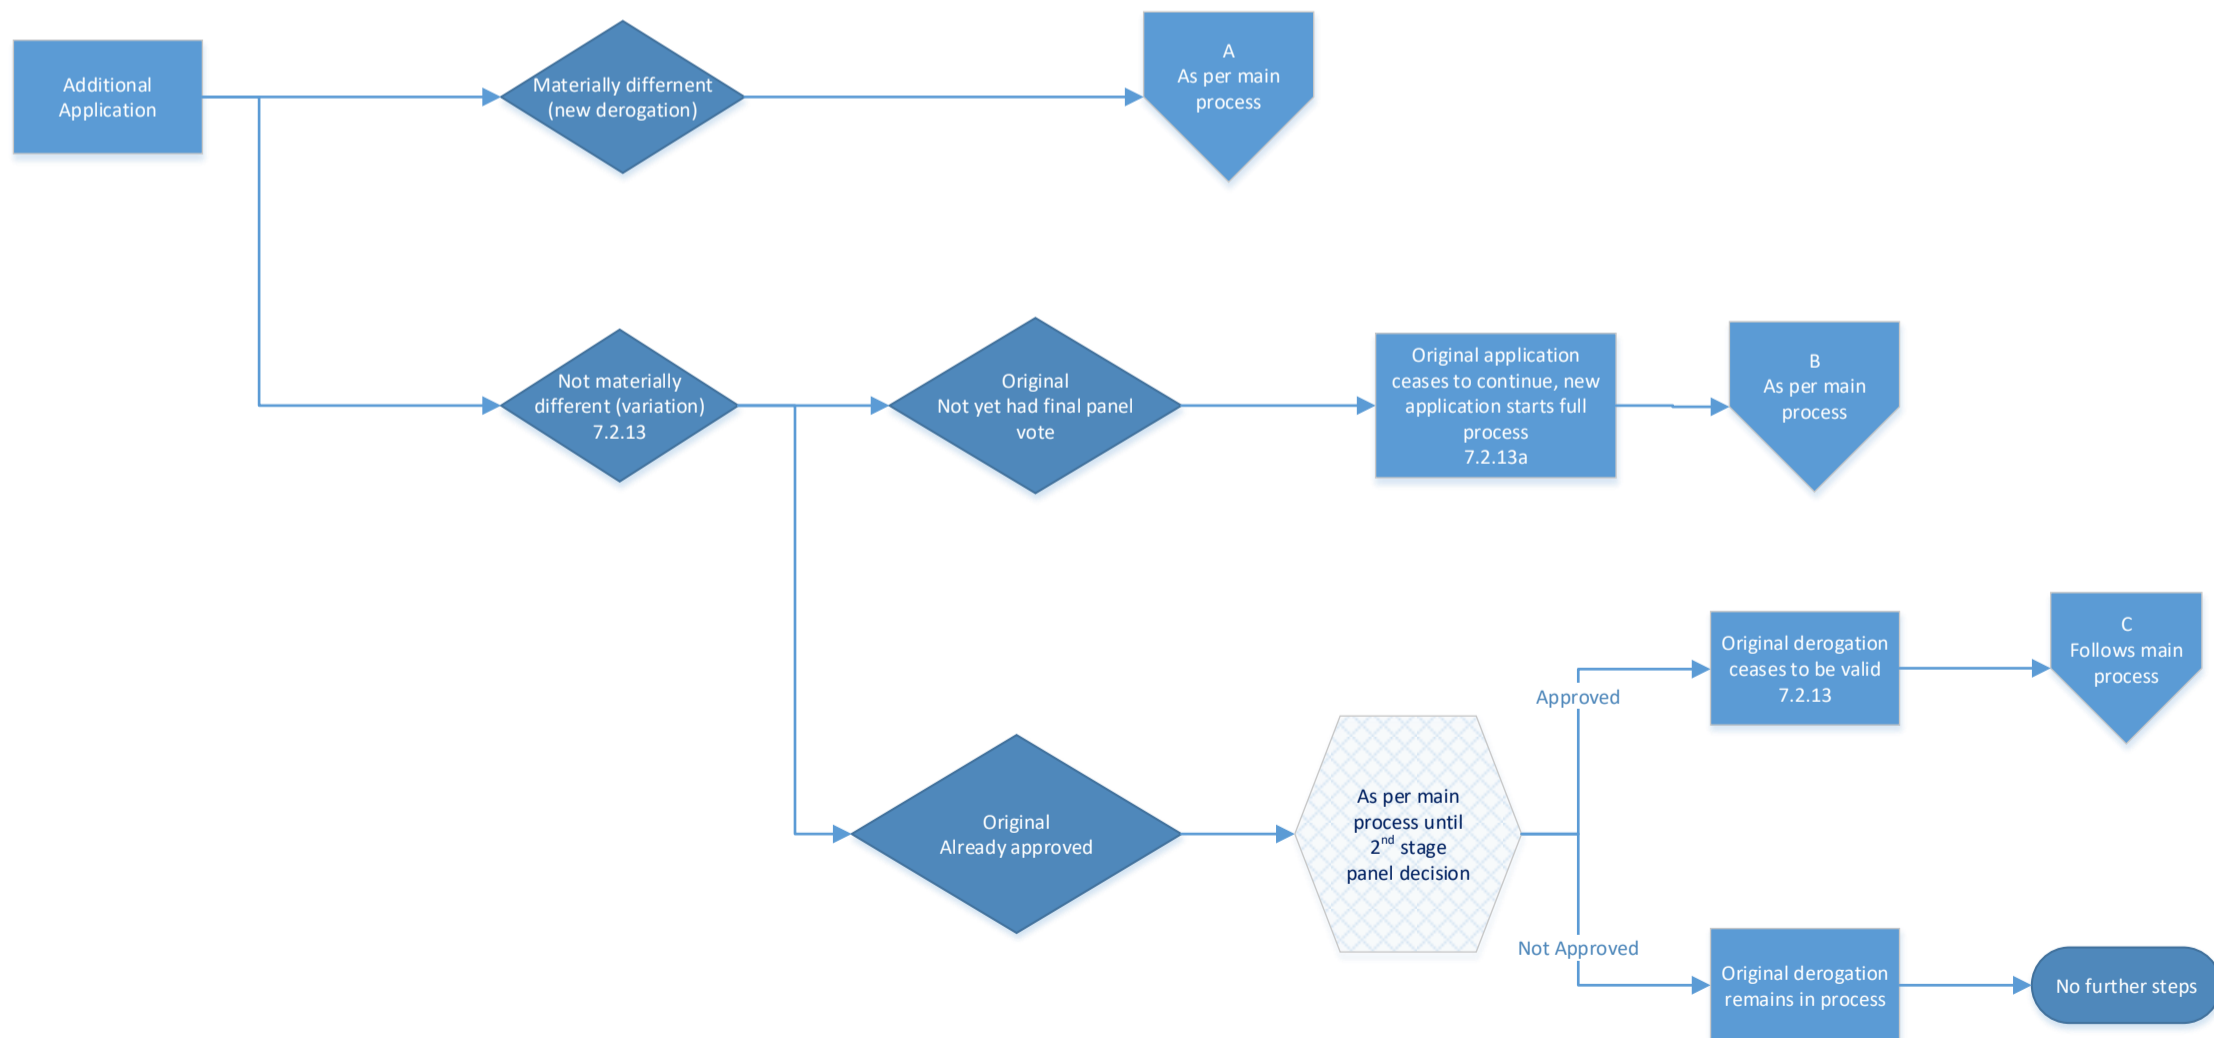 Additional
Application
Materially differnent
(new derogation)
A
As per main
process
Not materially
different (variation)
7.2.13
Original
Not yet had final panel
vote
Original application
ceases to continue, new
application starts full
process
7.2.13a
B
As per main
process
Original
Already approved
As per main
process until
2nd stage
panel decision
Approved
Original derogation
ceases to be valid
7.2.13
C
Follows main
process
Not Approved
Original derogation
remains in process
No further steps